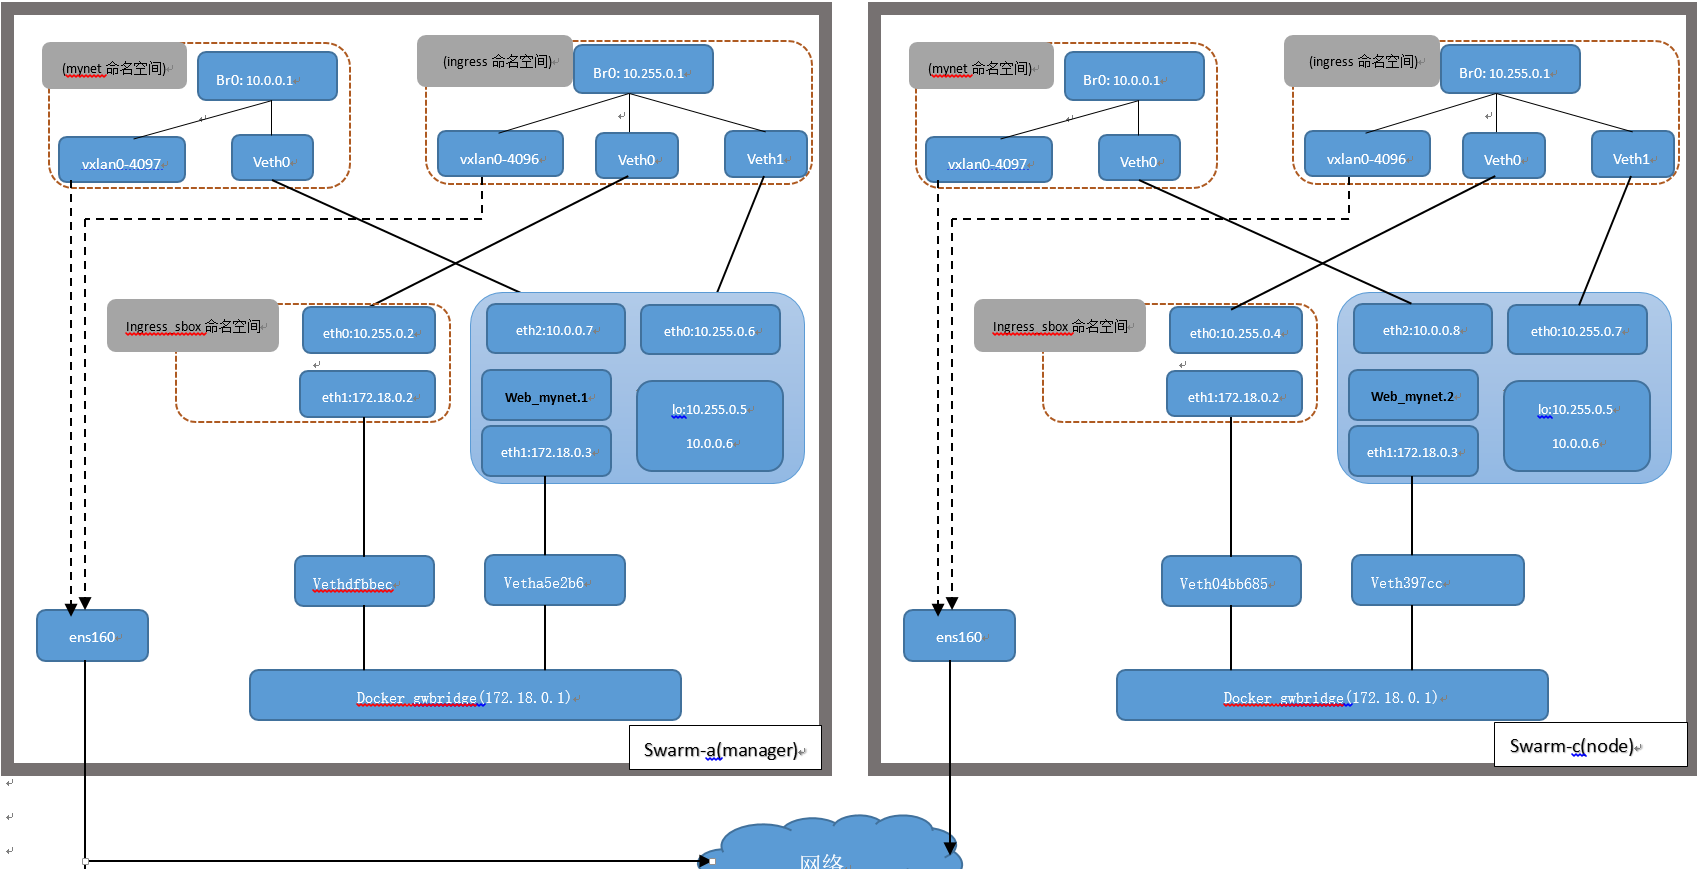 (mynet 命名空间)
Br0: 10.0.0.1
(ingress 命名空间)
Br0: 10.255.0.1
vxlan0-4097
Veth0
vxlan0-4096
Veth0
Veth1
Ingress_sbox 命名空间
eth0:10.255.0.2
eth1:172.18.0.2
eth2:10.0.0.7
eth0:10.255.0.6
Web_mynet.1
lo:10.255.0.5
10.0.0.6
eth1:172.18.0.3
Vethdfbbec
Vetha5e2b6
ens160
Docker_gwbridge(172.18.0.1)
Swarm-a(manager)
(mynet 命名空间)
Br0: 10.0.0.1
(ingress 命名空间)
Br0: 10.255.0.1
vxlan0-4097
Veth0
vxlan0-4096
Veth0
Veth1
Ingress_sbox 命名空间
eth0:10.255.0.4
eth1:172.18.0.2
eth2:10.0.0.8
eth0:10.255.0.7
Web_mynet.2
lo:10.255.0.5
10.0.0.6
eth1:172.18.0.3
Veth04bb685
Veth397cc
ens160
Docker_gwbridge(172.18.0.1)
Swarm-c(node)
网络